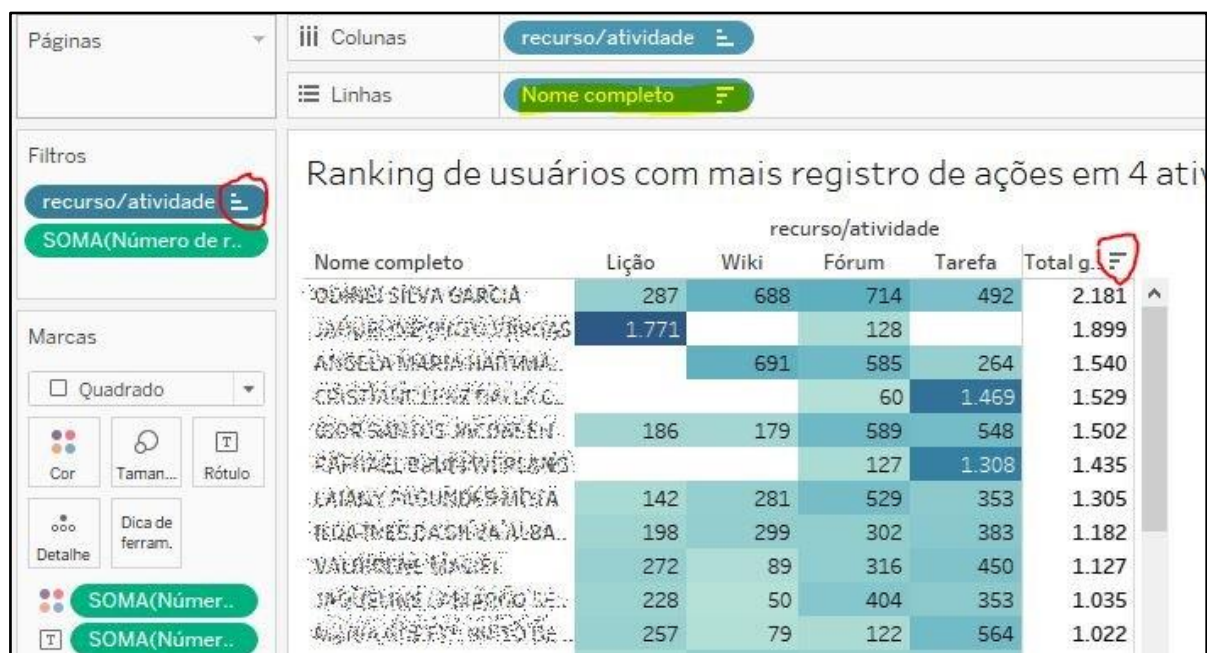 Páginas
iii Colunas recurso/atividade
Linhas Nome completo
Filtros
recurso/atividade
SOMA(Número de r..
Marcas
Quadrado
Cor Taman... Rótulo
Detalhe Dica de ferram.
SOMA(Númer..
SOMA(Númer..
Ranking de usuários com mais registro de ações em 4 ati
recurso/atividade
Nome completo Lição Wiki Fórum Tarefa Total g..
287 688 714 492 2.181
1.771 128 1.899
691 585 264 1.540
60 1.469 1.529
186 179 589 548 1.502
127 1.308 1.435
142 281 529 353 1.305
198 299 302 383 1.182
272 89 316 450 1.127
228 50 404 353 1.035
257 79 122 564 1.022